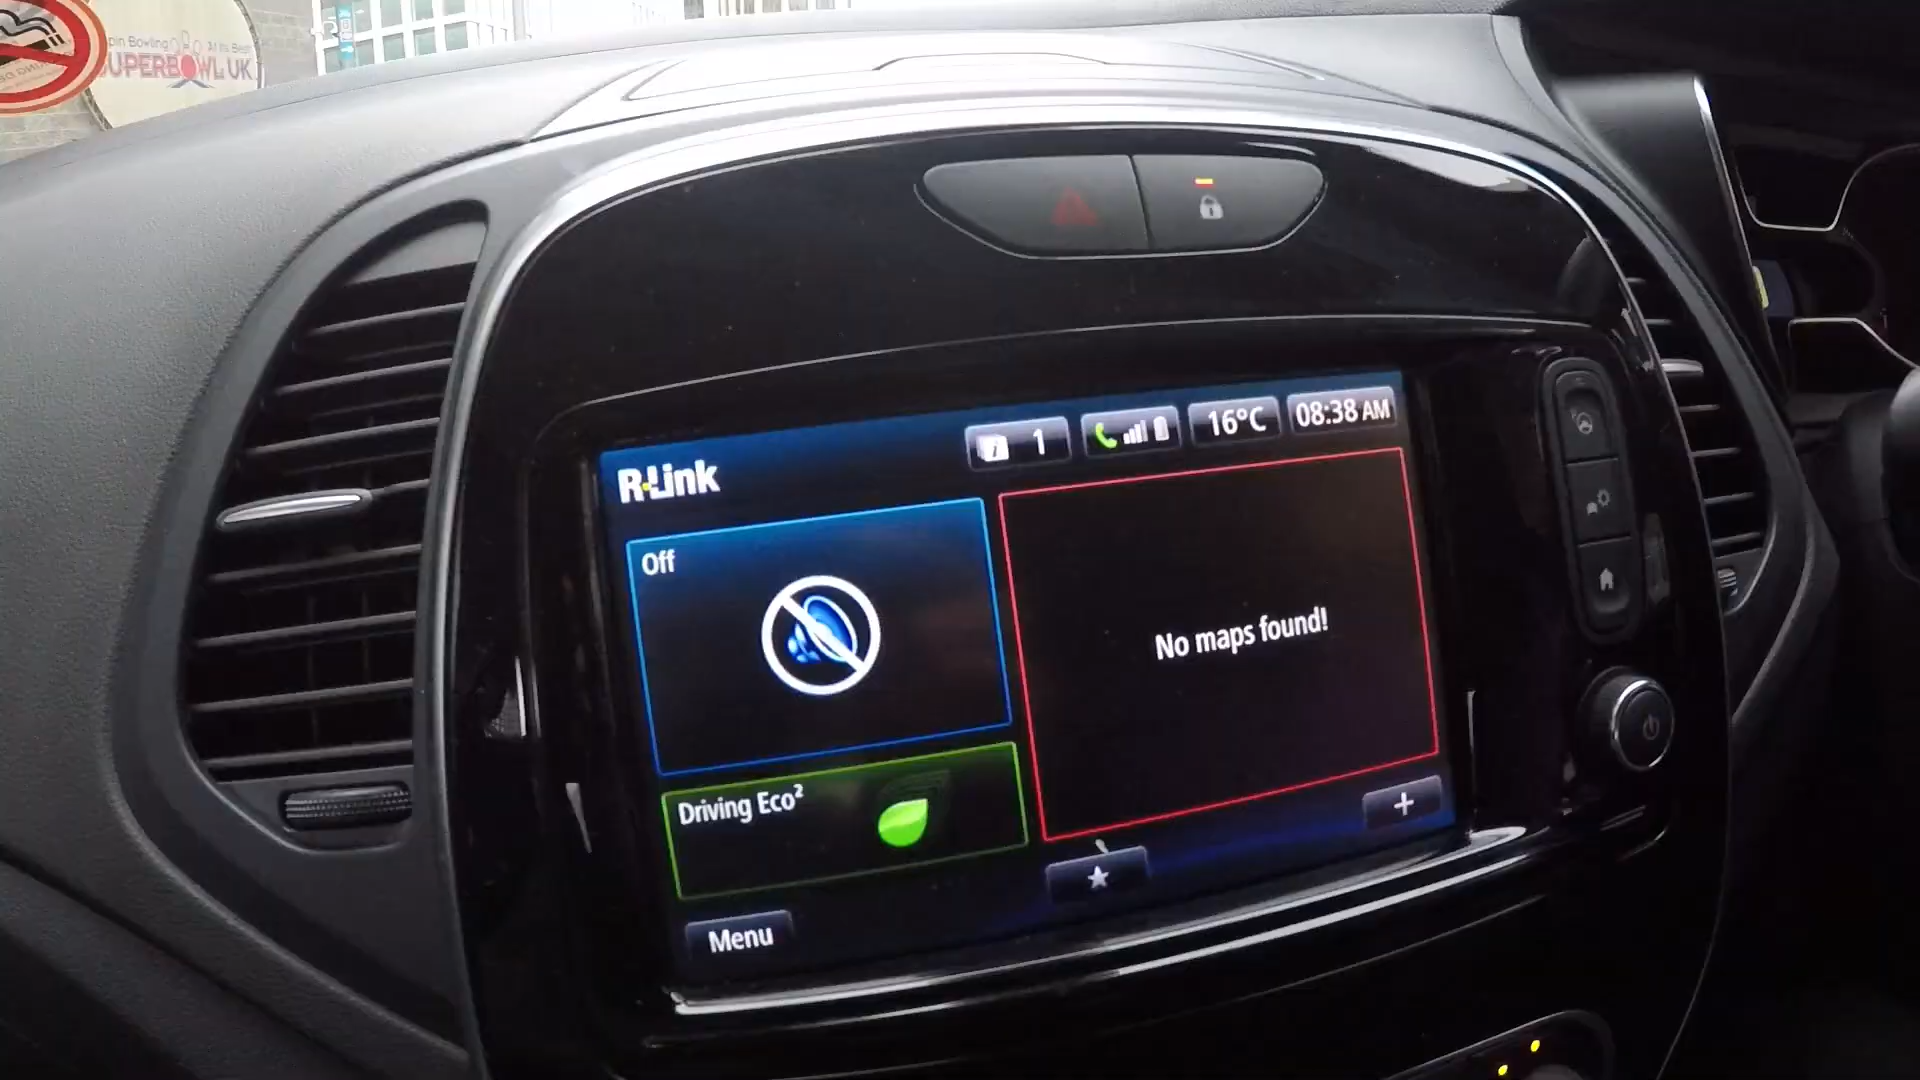 SUPERBOWL UK
1
16°C
08:38 AM
R-Link
Off
No maps found!
Driving Eco²
Menu